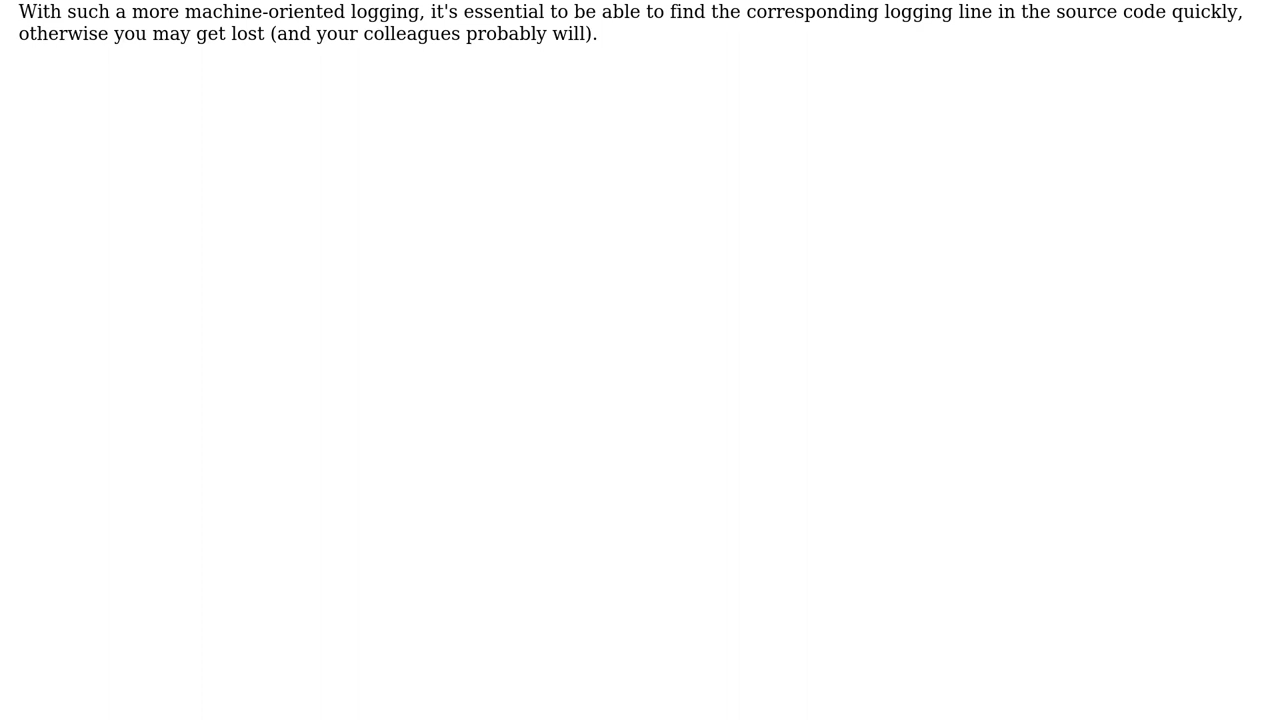 With such a more machine-oriented logging, it's essential to be able to find the corresponding logging line in the source code quickly,
otherwise you may get lost (and your colleagues probably will).